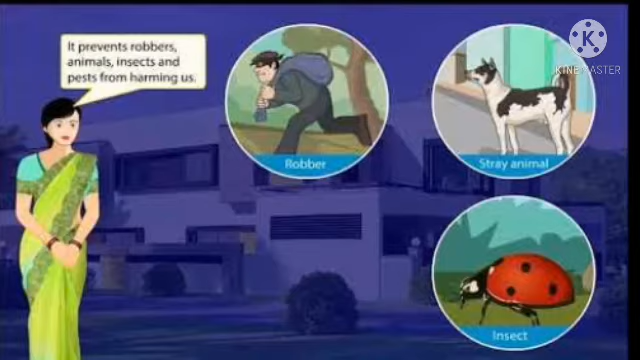 It prevents robbers,
animals, insects and
pests from harming us.
Robber
Stray animal
Insect
K
KINEMASTER